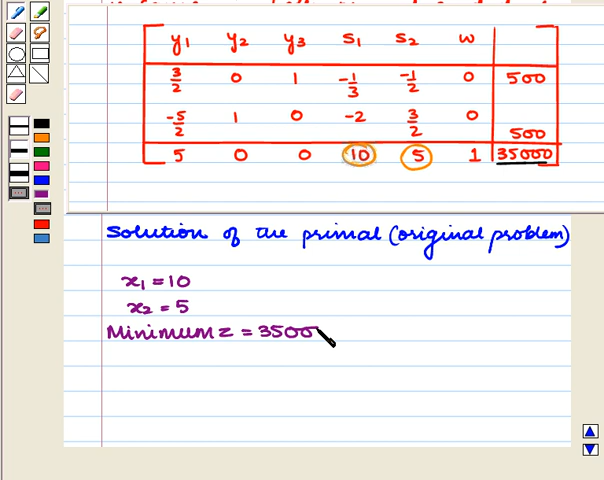 y1 y2 y3 s1 s2 w
3/2 0 1 -1/3 -1/2 0 500
-5/2 1 0 -2 3/2 0 500
5 0 0 10 5 1 35000
Solution of the primal (original problem)
x1 = 10
x2 = 5
Minimum z = 3500